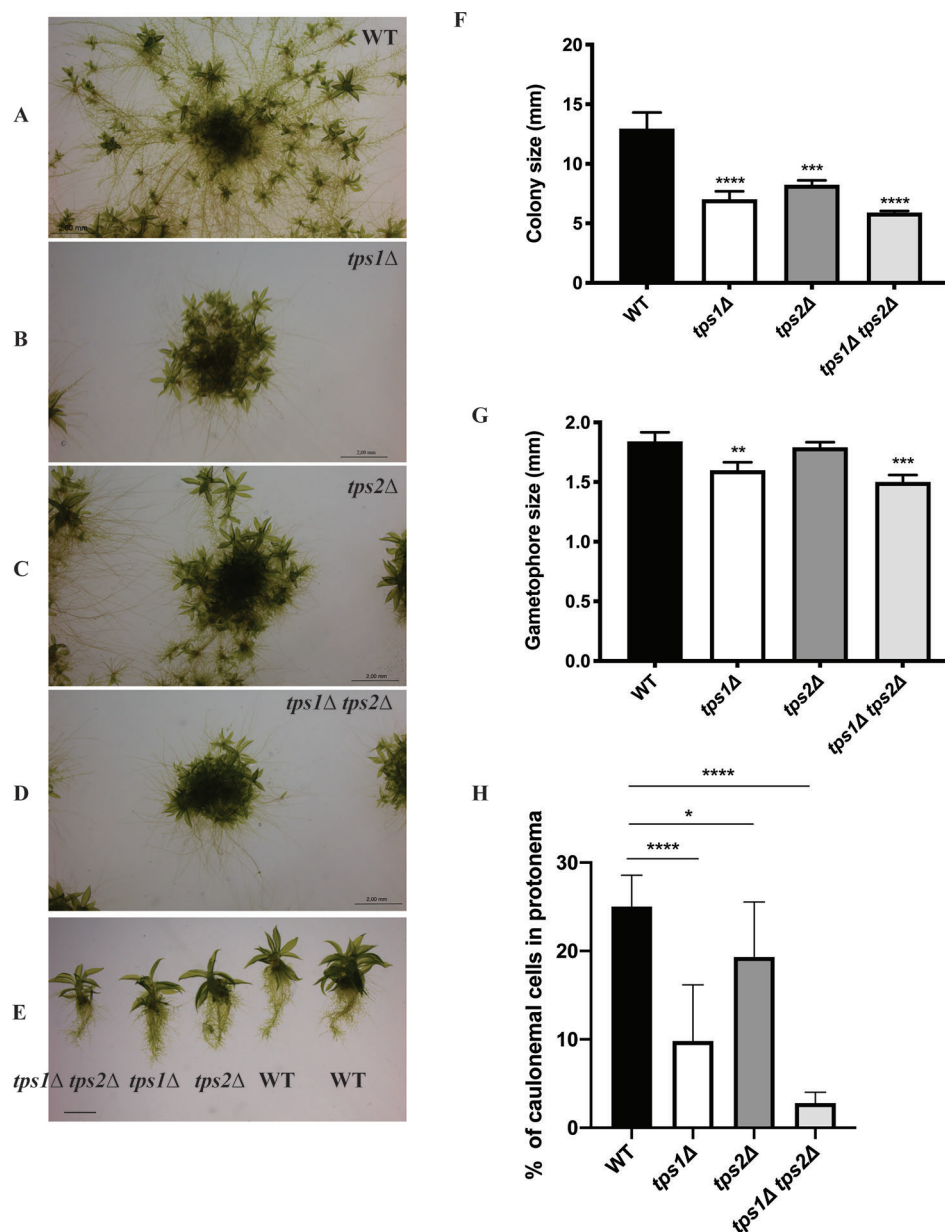 A
WT
2,00 mm
B
tps1Δ
2,00 mm
C
tps2Δ
2,00 mm
D
tps1Δ tps2Δ
2,00 mm
E
tps1Δ tps2Δ tps1Δ tps2Δ WT WT
F
Colony size (mm)
20
15
10
5
0
****
***
****
WT
tps1Δ
tps2Δ
tps1Δ tps2Δ
G
Gametophore size (mm)
2.0
1.5
1.0
0.5
0.0
**
***
WT
tps1Δ
tps2Δ
tps1Δ tps2Δ
H
% of caulonemal cells in protonema
30
20
10
0
****
*
****
WT
tps1Δ
tps2Δ
tps1Δ tps2Δ